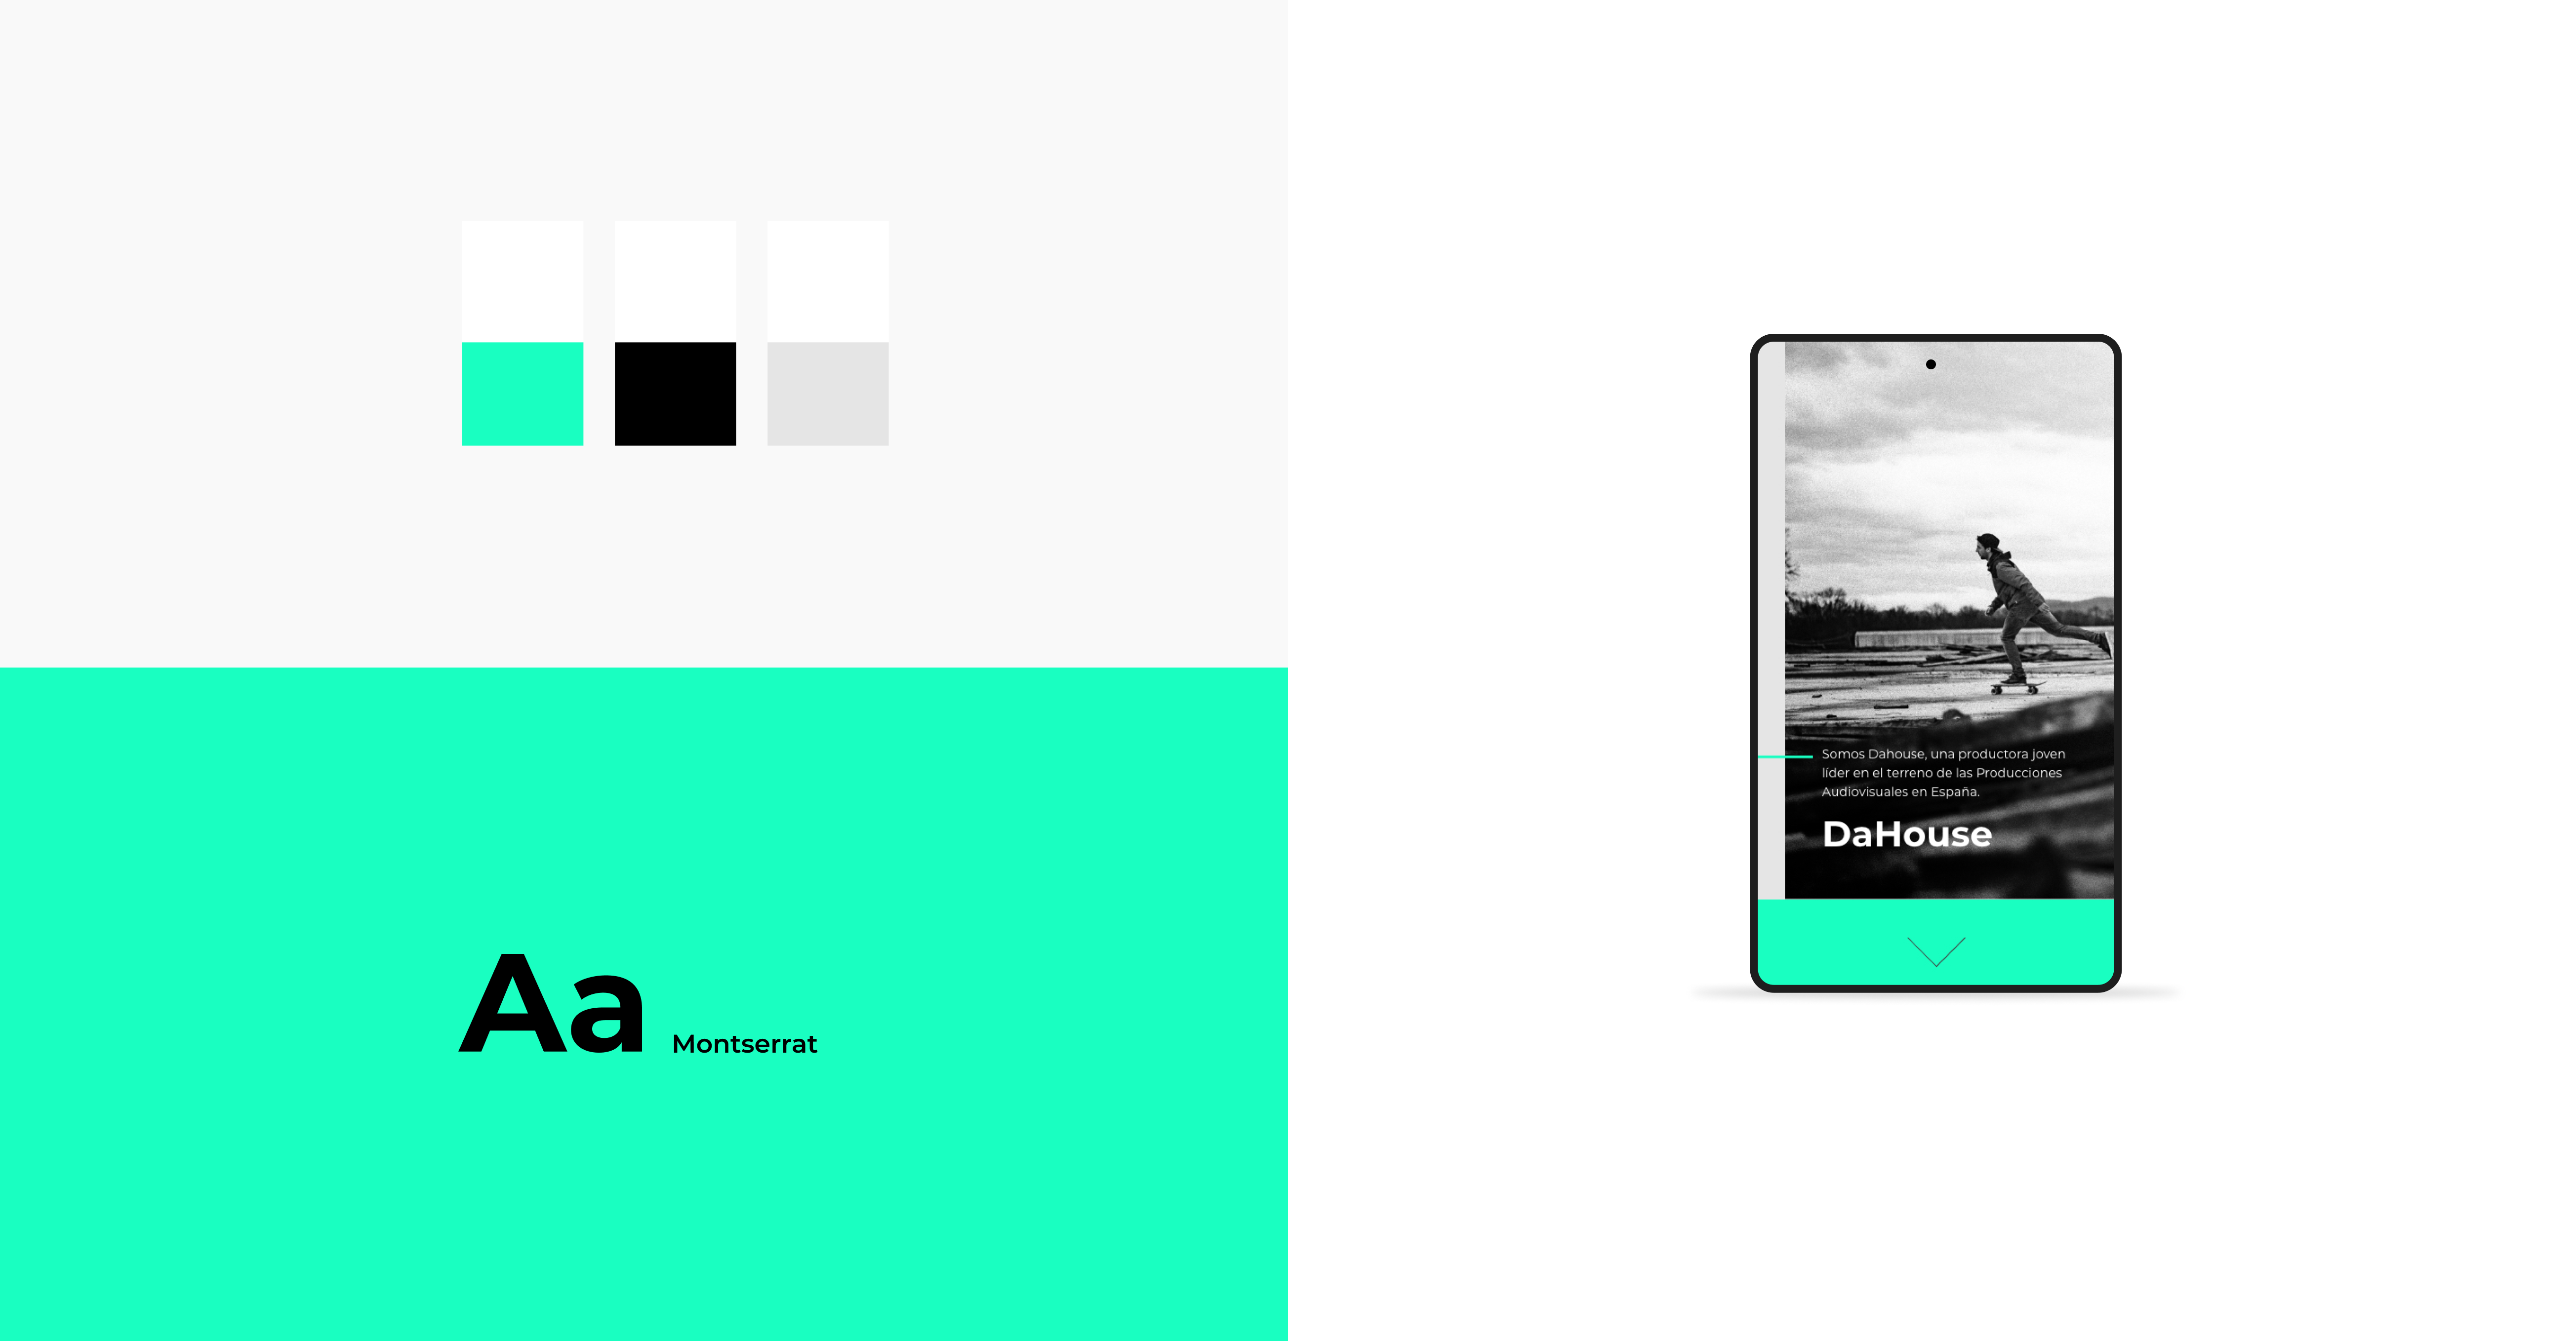 Aa
Montserrat
Somos Dahouse, una productora joven
líder en el terreno de las Producciones
Audiovisuales en España.
DaHouse